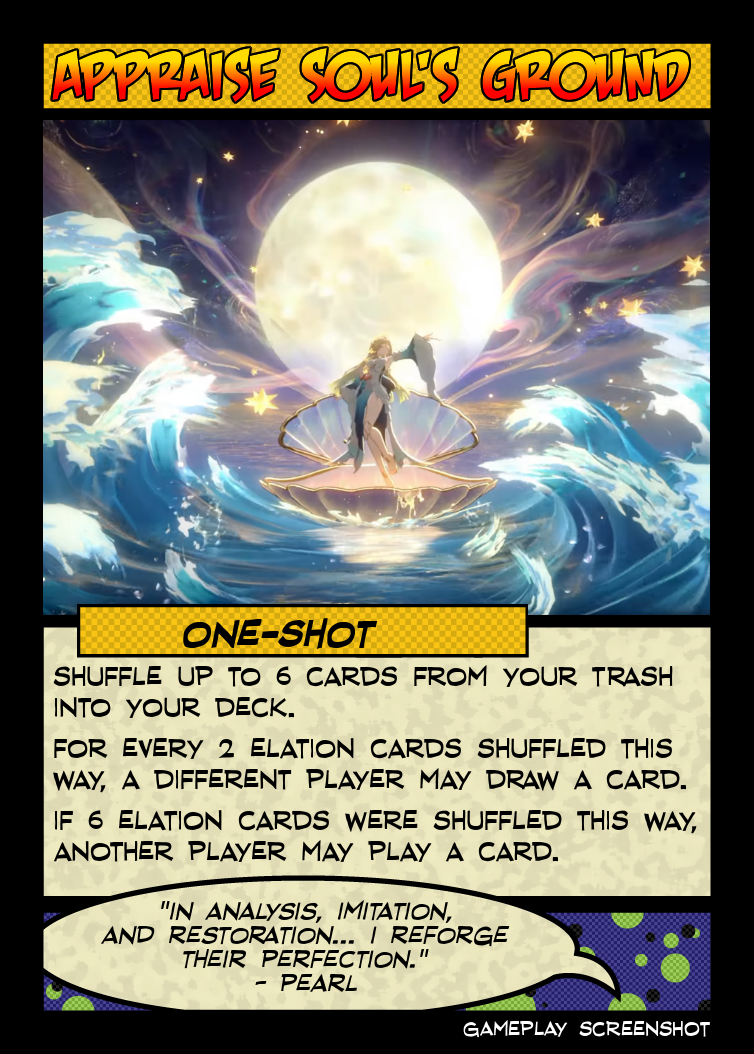 APPRAISE SOUL'S GROUND
ONE-SHOT
SHUFFLE UP TO 6 CARDS FROM YOUR TRASH
INTO YOUR DECK.
FOR EVERY 2 ELATION CARDS SHUFFLED THIS
WAY, A DIFFERENT PLAYER MAY DRAW A CARD.
IF 6 ELATION CARDS WERE SHUFFLED THIS WAY,
ANOTHER PLAYER MAY PLAY A CARD.
"IN ANALYSIS, IMITATION,
AND RESTORATION... I REFORGE
THEIR PERFECTION."
- PEARL
GAMEPLAY SCREENSHOT